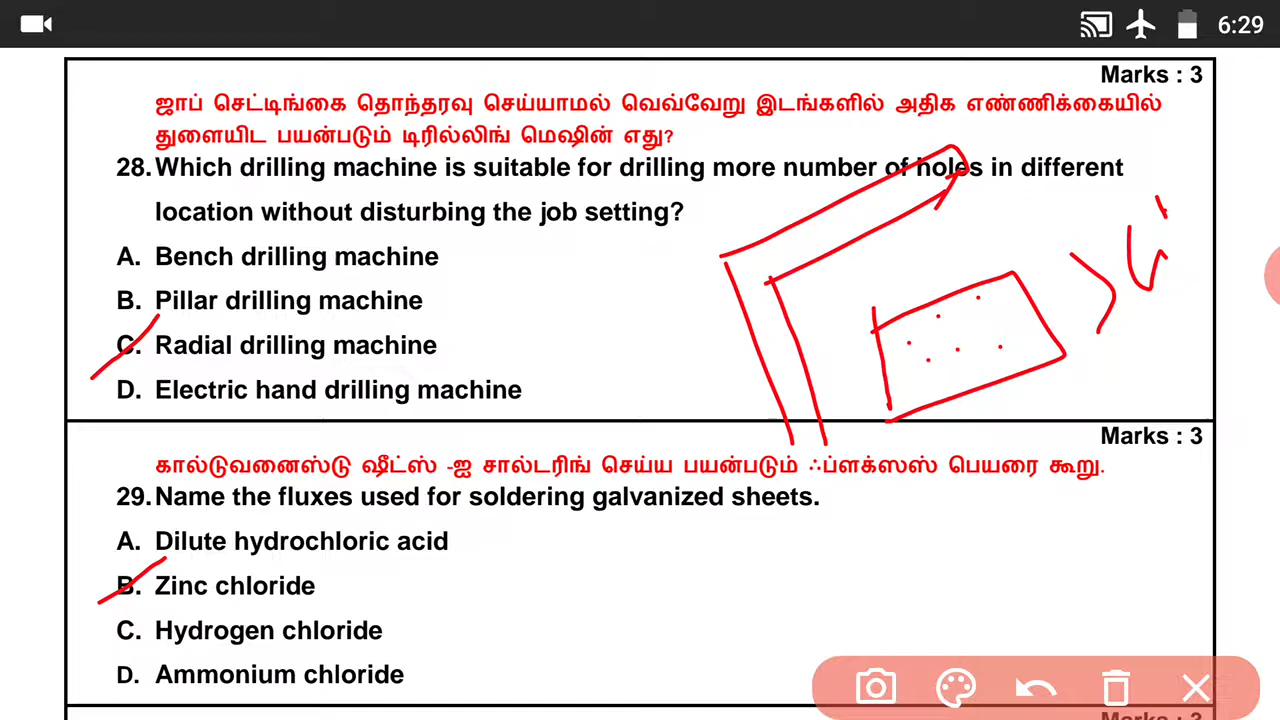 6:29
Marks : 3
ஜாப் செட்டிங்கை தொந்தரவு செய்யாமல் வெவ்வேறு இடங்களில் அதிக எண்ணிக்கையில்
துளையிட பயன்படும் டிரில்லிங் மெஷின் எது?
28. Which drilling machine is suitable for drilling more number of holes in different
location without disturbing the job setting?
A. Bench drilling machine
B. Pillar drilling machine
C. Radial drilling machine
D. Electric hand drilling machine
Marks : 3
கால்டுவனைஸ்டு ஷீட்ஸ் -ஐ சால்டரிங் செய்ய பயன்படும் ஃப்ளக்ஸஸ் பெயரை கூறு.
29. Name the fluxes used for soldering galvanized sheets.
A. Dilute hydrochloric acid
B. Zinc chloride
C. Hydrogen chloride
D. Ammonium chloride
Marks : 3